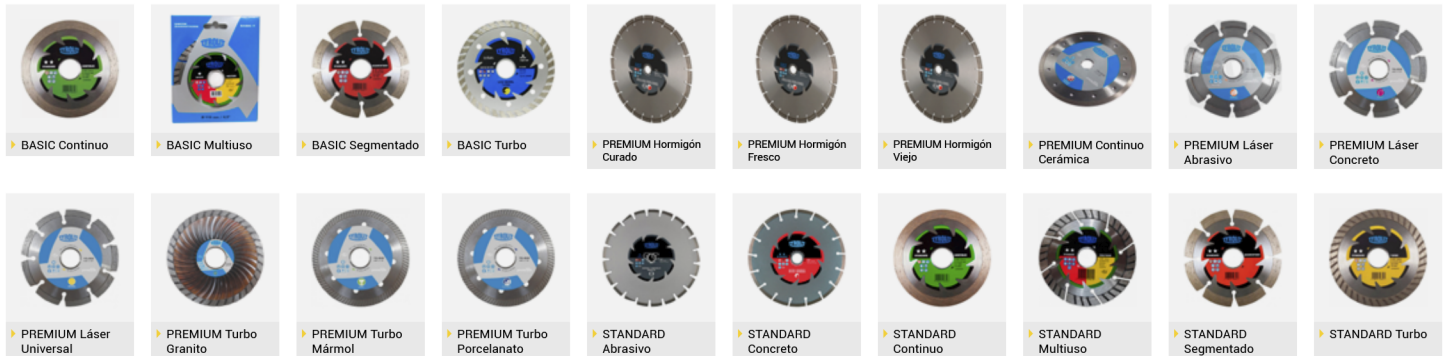 BASIC Continuo
BASIC Multiuso
BASIC Segmentado
BASIC Turbo
PREMIUM Hormigón
Curado
PREMIUM Hormigón
Fresco
PREMIUM Hormigón
Viejo
PREMIUM Continuo
Cerámica
PREMIUM Láser
Abrasivo
PREMIUM Láser
Concreto
PREMIUM Láser
Universal
PREMIUM Turbo
Granito
PREMIUM Turbo
Mármol
PREMIUM Turbo
Porcelanato
STANDARD
Abrasivo
STANDARD
Concreto
STANDARD
Continuo
STANDARD
Multiuso
STANDARD
Segmentado
STANDARD Turbo